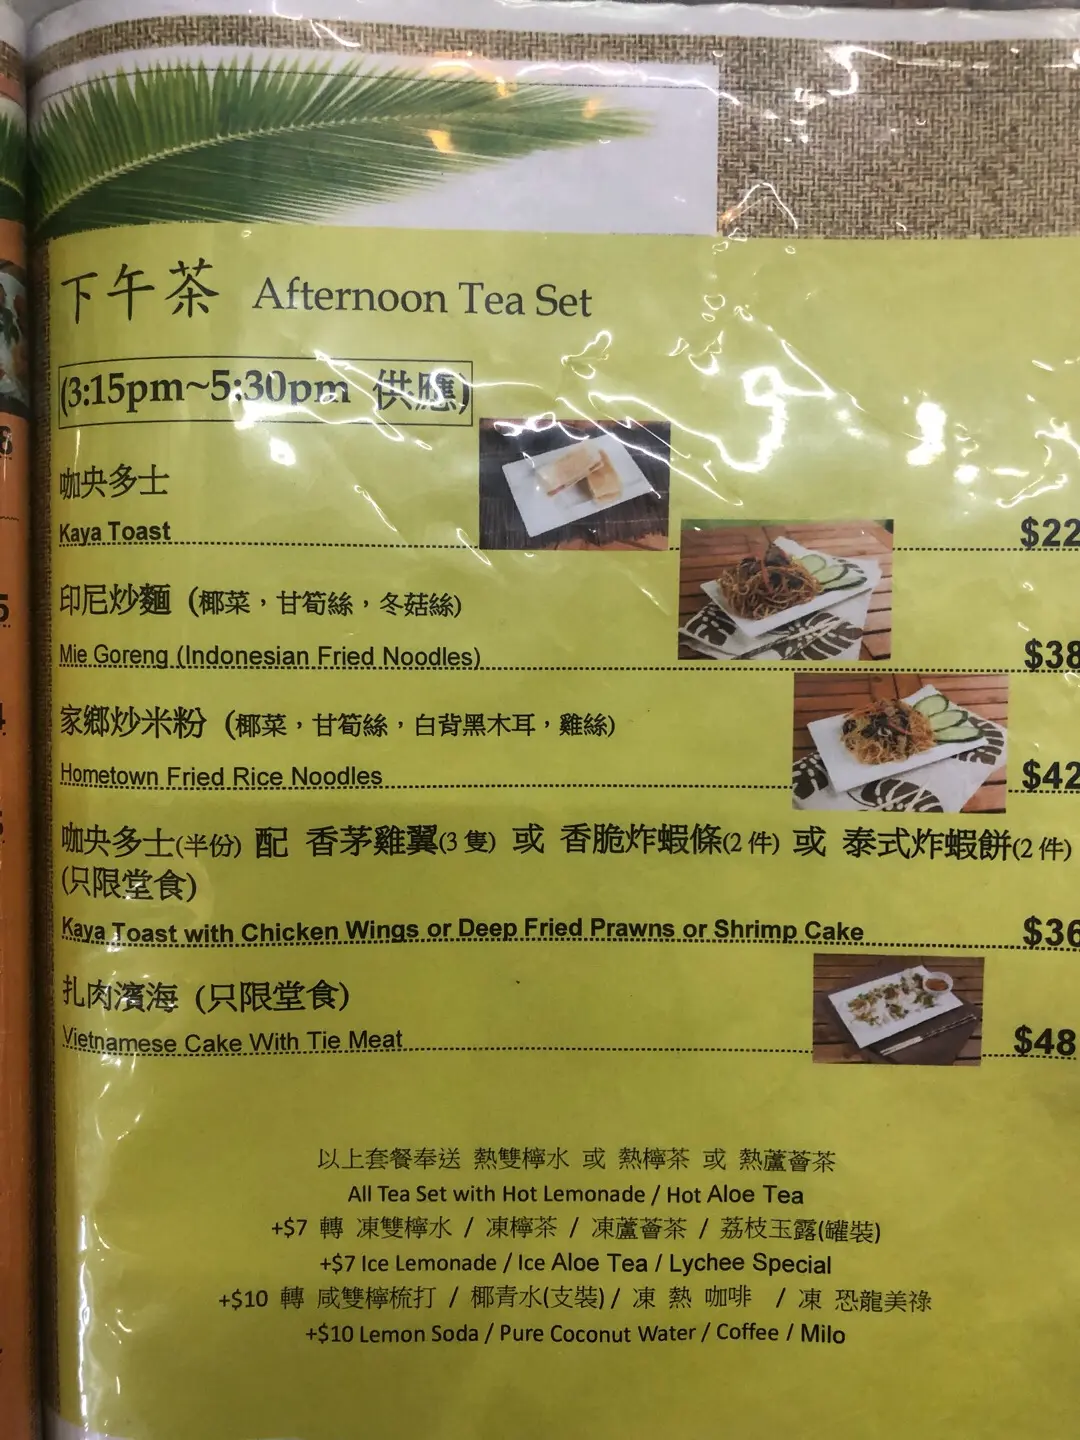 下午茶 Afternoon Tea Set
(3:15pm~5:30pm 供應)
咖央多士
Kaya Toast $22
印尼炒麵 (椰菜，甘筍絲，冬菇絲)
Mie Goreng (Indonesian Fried Noodles) $38
家鄉炒米粉 (椰菜，甘筍絲，白背黑木耳，雞絲)
Hometown Fried Rice Noodles $42
咖央多士(半份) 配 香茅雞翼(3 隻) 或 香脆炸蝦條(2 件) 或 泰式炸蝦餅(2 件)
(只限堂食)
Kaya Toast with Chicken Wings or Deep Fried Prawns or Shrimp Cake $36
扎肉濱海 (只限堂食)
Vietnamese Cake With Tie Meat $48
以上套餐奉送 熱雙檸水 或 熱檸茶 或 熱蘆薈茶
All Tea Set with Hot Lemonade / Hot Aloe Tea
+$7 轉 凍雙檸水 / 凍檸茶 / 凍蘆薈茶 / 荔枝玉露(罐裝)
+$7 Ice Lemonade / Ice Aloe Tea / Lychee Special
+$10 轉 咸雙檸梳打 / 椰青水(支裝) / 凍 熱 咖啡 / 凍 恐龍美祿
+$10 Lemon Soda / Pure Coconut Water / Coffee / Milo